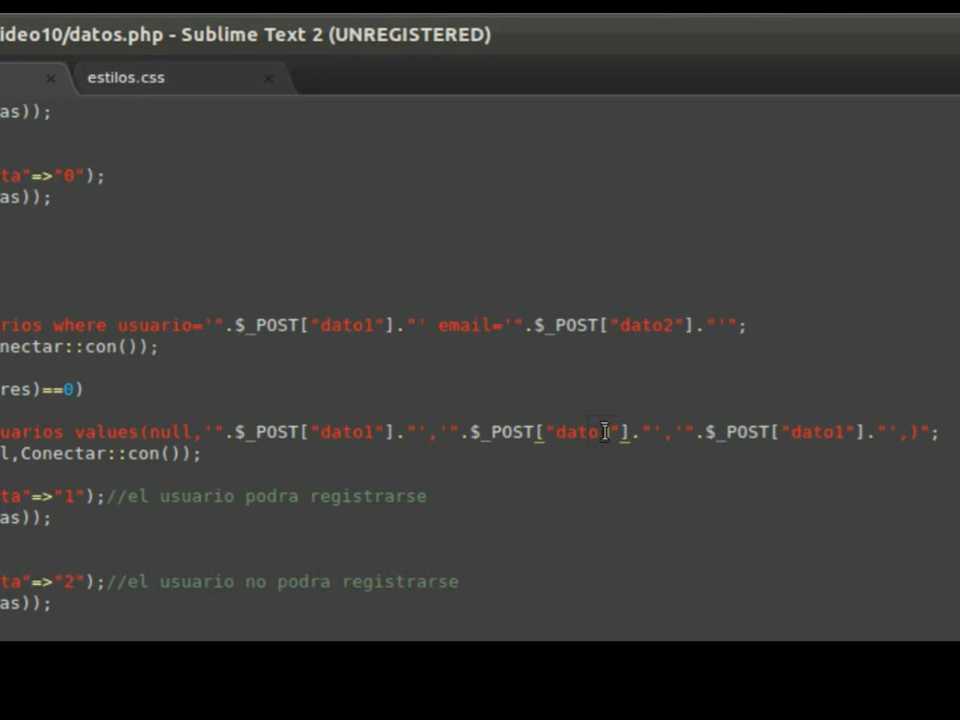 ideo10/datos.php - Sublime Text 2 (UNREGISTERED)
estilos.css
as));
ta"=>"0");
as));
rios where usuario='".$_POST["dato1"]."' email='".$_POST["dato2"]."'";
nectar::con());
res)==0)
uarios values(null,'".$_POST["dato1"]."','".$_POST["dato1"]."','".$_POST["dato1"]."',)";
l,Conectar::con());
ta"=>"1");//el usuario podra registrarse
as));
ta"=>"2");//el usuario no podra registrarse
as));